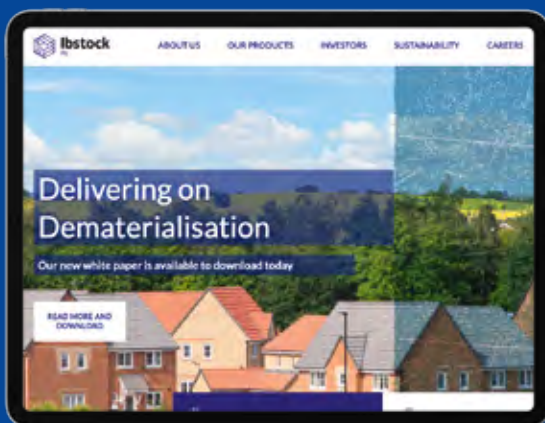 Ibstock
ABOUT US OUR PRODUCTS INVESTORS SUSTAINABILITY CAREERS
Delivering on
Dematerialisation
Our new white paper is available to download today
READ MORE AND
DOWNLOAD